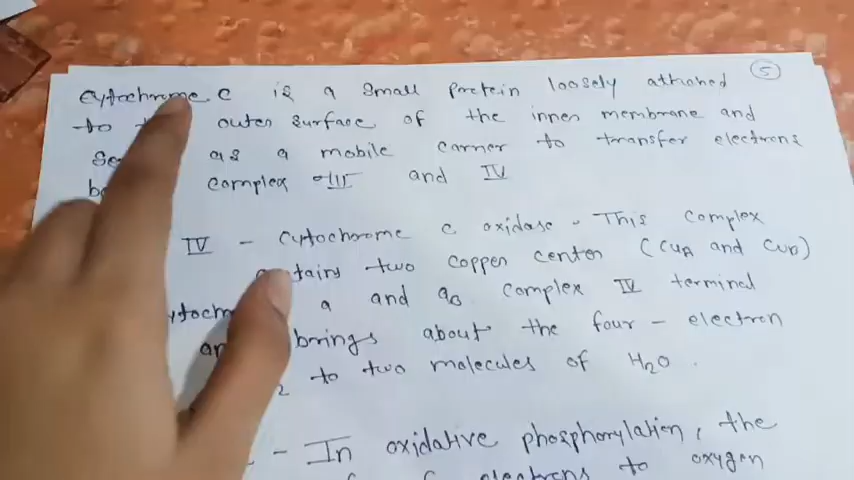 5
Cytochrome c is a small protein loosely attached
to outer surface of the inner membrane and
as a mobile carrier to transfer electrons
complex III and IV
IV - Cytochrome c oxidase - This complex
two copper center (CuA and CuB)
a and a3 complex IV terminal
brings about the four - electron
2 to two molecules of H2O .
- In oxidative phosphorylation, the
electrons to oxygen